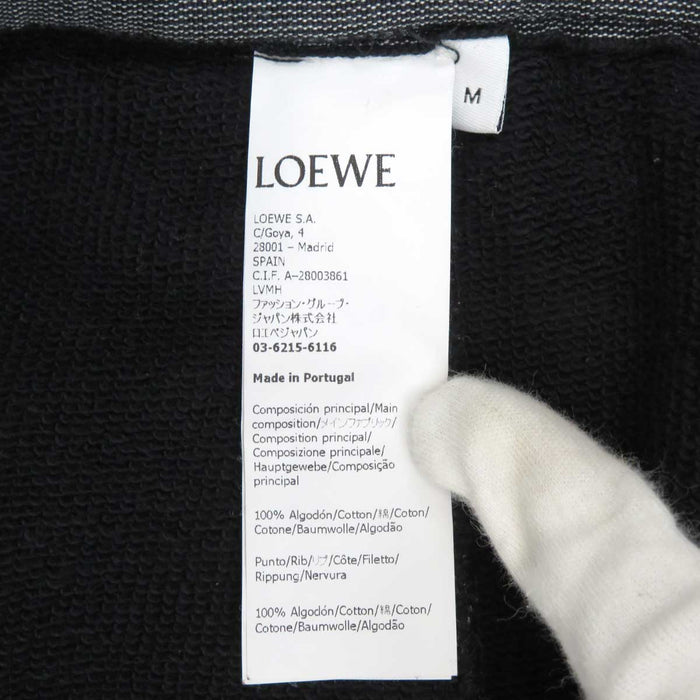 M
LOEWE
LOEWE S.A.
C/Goya, 4
28001 – Madrid
SPAIN
C.I.F. A–28003861
LVMH
ファッション・グループ・
ジャパン株式会社
ロエベジャパン
03-6215-6116
Made in Portugal
Composición principal/Main
composition/メインファブリック/
Composition principal/
Composizione principale/
Hauptgewebe/Composição
principal
100% Algodón/Cotton/綿/Coton/
Cotone/Baumwolle/Algodão
Punto/Rib/リブ/Côte/Filetto/
Rippung/Nervura
100% Algodón/Cotton/綿/Coton/
Cotone/Baumwolle/Algodão